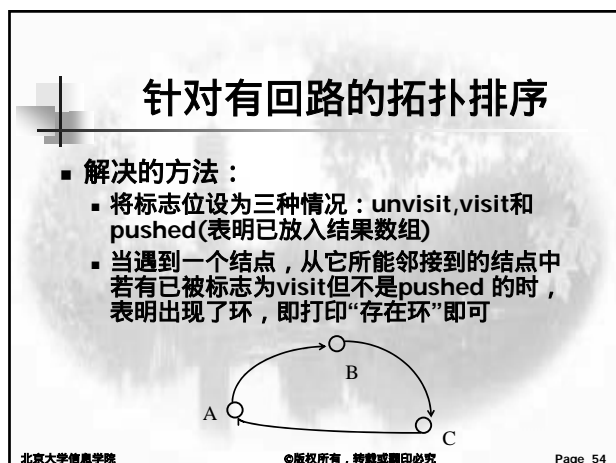 针对有回路的拓扑排序
解决的方法：
将标志位设为三种情况：unvisit,visit和
pushed(表明已放入结果数组)
当遇到一个结点，从它所能邻接到的结点中
若有已被标志为visit但不是pushed 的时，
表明出现了环，即打印“存在环”即可
B
A
C
北京大学信息学院 ©版权所有，转载或翻印必究 Page 54